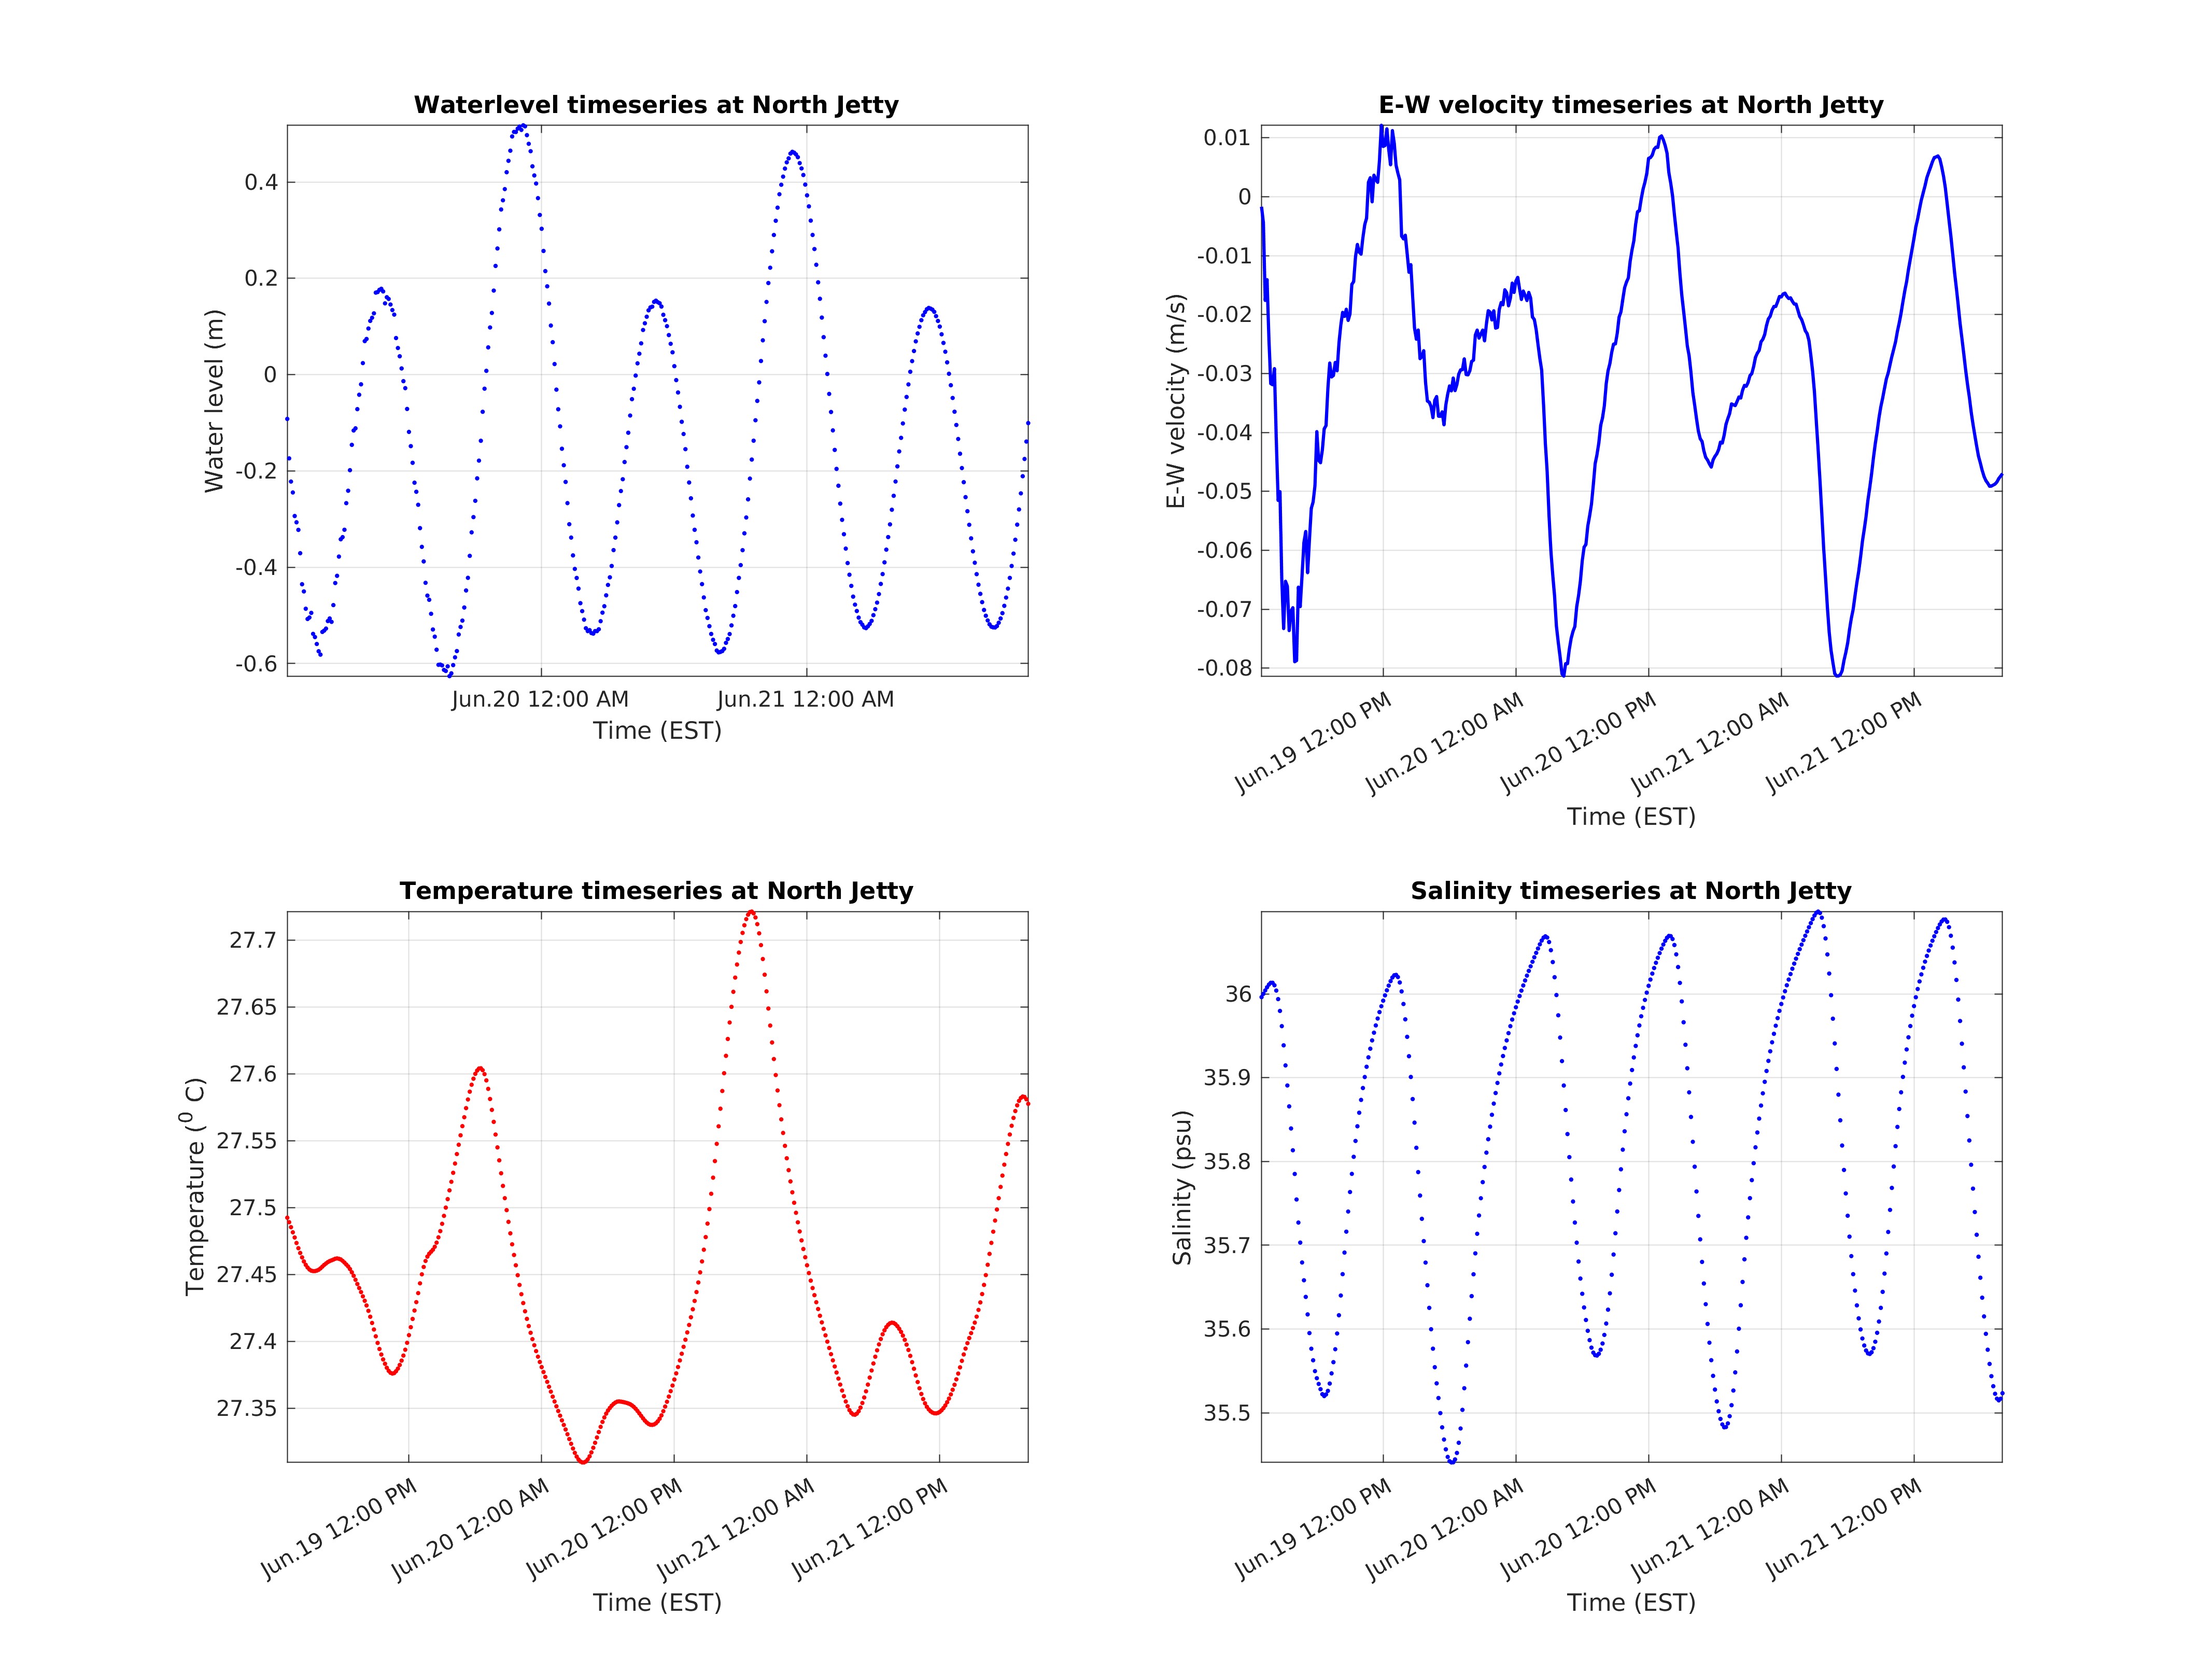 Waterlevel timeseries at North Jetty
0.4
0.2
0
-0.2
-0.4
-0.6
Water level (m)
Jun.20 12:00 AM
Jun.21 12:00 AM
Time (EST)
E-W velocity timeseries at North Jetty
0.01
0
-0.01
-0.02
-0.03
-0.04
-0.05
-0.06
-0.07
-0.08
E-W velocity (m/s)
Jun.19 12:00 PM
Jun.20 12:00 AM
Jun.20 12:00 PM
Jun.21 12:00 AM
Jun.21 12:00 PM
Time (EST)
Temperature timeseries at North Jetty
27.7
27.65
27.6
27.55
27.5
27.45
27.4
27.35
Temperature (⁰ C)
Jun.19 12:00 PM
Jun.20 12:00 AM
Jun.20 12:00 PM
Jun.21 12:00 AM
Jun.21 12:00 PM
Time (EST)
Salinity timeseries at North Jetty
36
35.9
35.8
35.7
35.6
35.5
Salinity (psu)
Jun.19 12:00 PM
Jun.20 12:00 AM
Jun.20 12:00 PM
Jun.21 12:00 AM
Jun.21 12:00 PM
Time (EST)